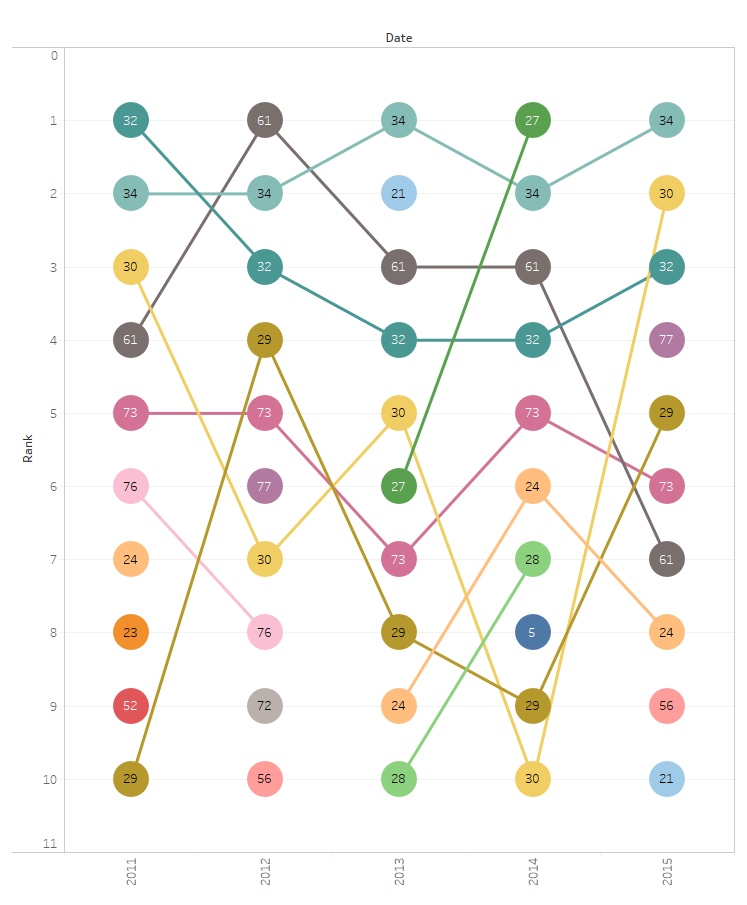 Date
0
1 32 61 34 27 34
2 34 34 21 34 30
3 30 32 61 61 32
4 61 29 32 32 77
Rank
5 73 73 30 73 29
6 76 77 27 24 73
7 24 30 73 28 61
8 23 76 29 5 24
9 52 72 24 29 56
10 29 56 28 30 21
11
2011 2012 2013 2014 2015